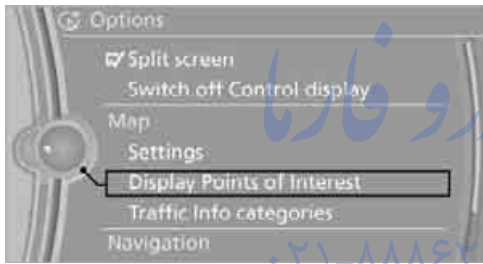 Options
Split screen
Switch off Control display
Map
Settings
Display Points of Interest
Traffic Info categories
Navigation